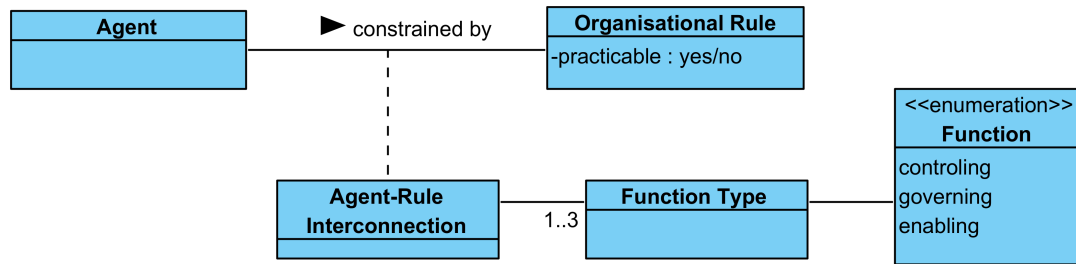 Agent
constrained by
Organisational Rule
-practicable : yes/no
<<enumeration>>
Function
controling
governing
enabling
Agent-Rule
Interconnection
1..3
Function Type